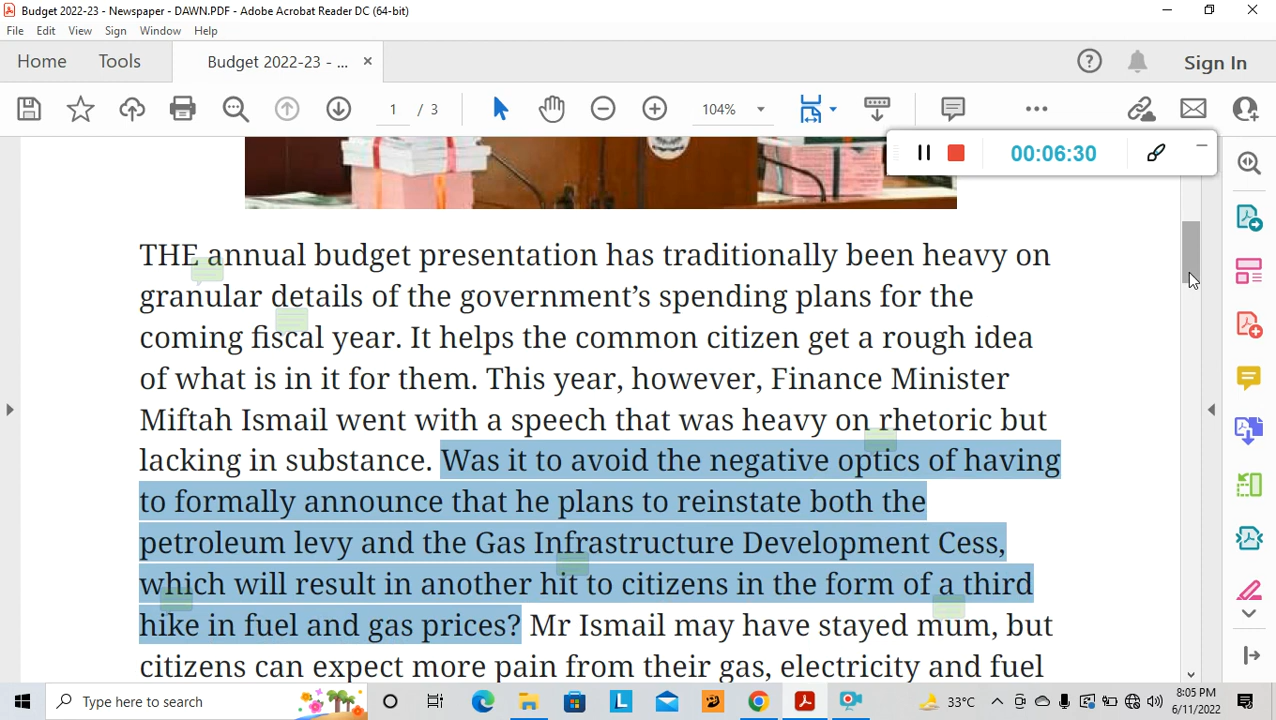 Budget 2022-23 - Newspaper - DAWN.PDF - Adobe Acrobat Reader DC (64-bit)
File Edit View Sign Window Help
Home Tools Budget 2022-23 - ... × Sign In
1 / 3 104%
00:06:30
THE annual budget presentation has traditionally been heavy on
granular details of the government’s spending plans for the
coming fiscal year. It helps the common citizen get a rough idea
of what is in it for them. This year, however, Finance Minister
Miftah Ismail went with a speech that was heavy on rhetoric but
lacking in substance. Was it to avoid the negative optics of having
to formally announce that he plans to reinstate both the
petroleum levy and the Gas Infrastructure Development Cess,
which will result in another hit to citizens in the form of a third
hike in fuel and gas prices? Mr Ismail may have stayed mum, but
citizens can expect more pain from their gas, electricity and fuel
Type here to search L 33°C 8:05 PM
6/11/2022